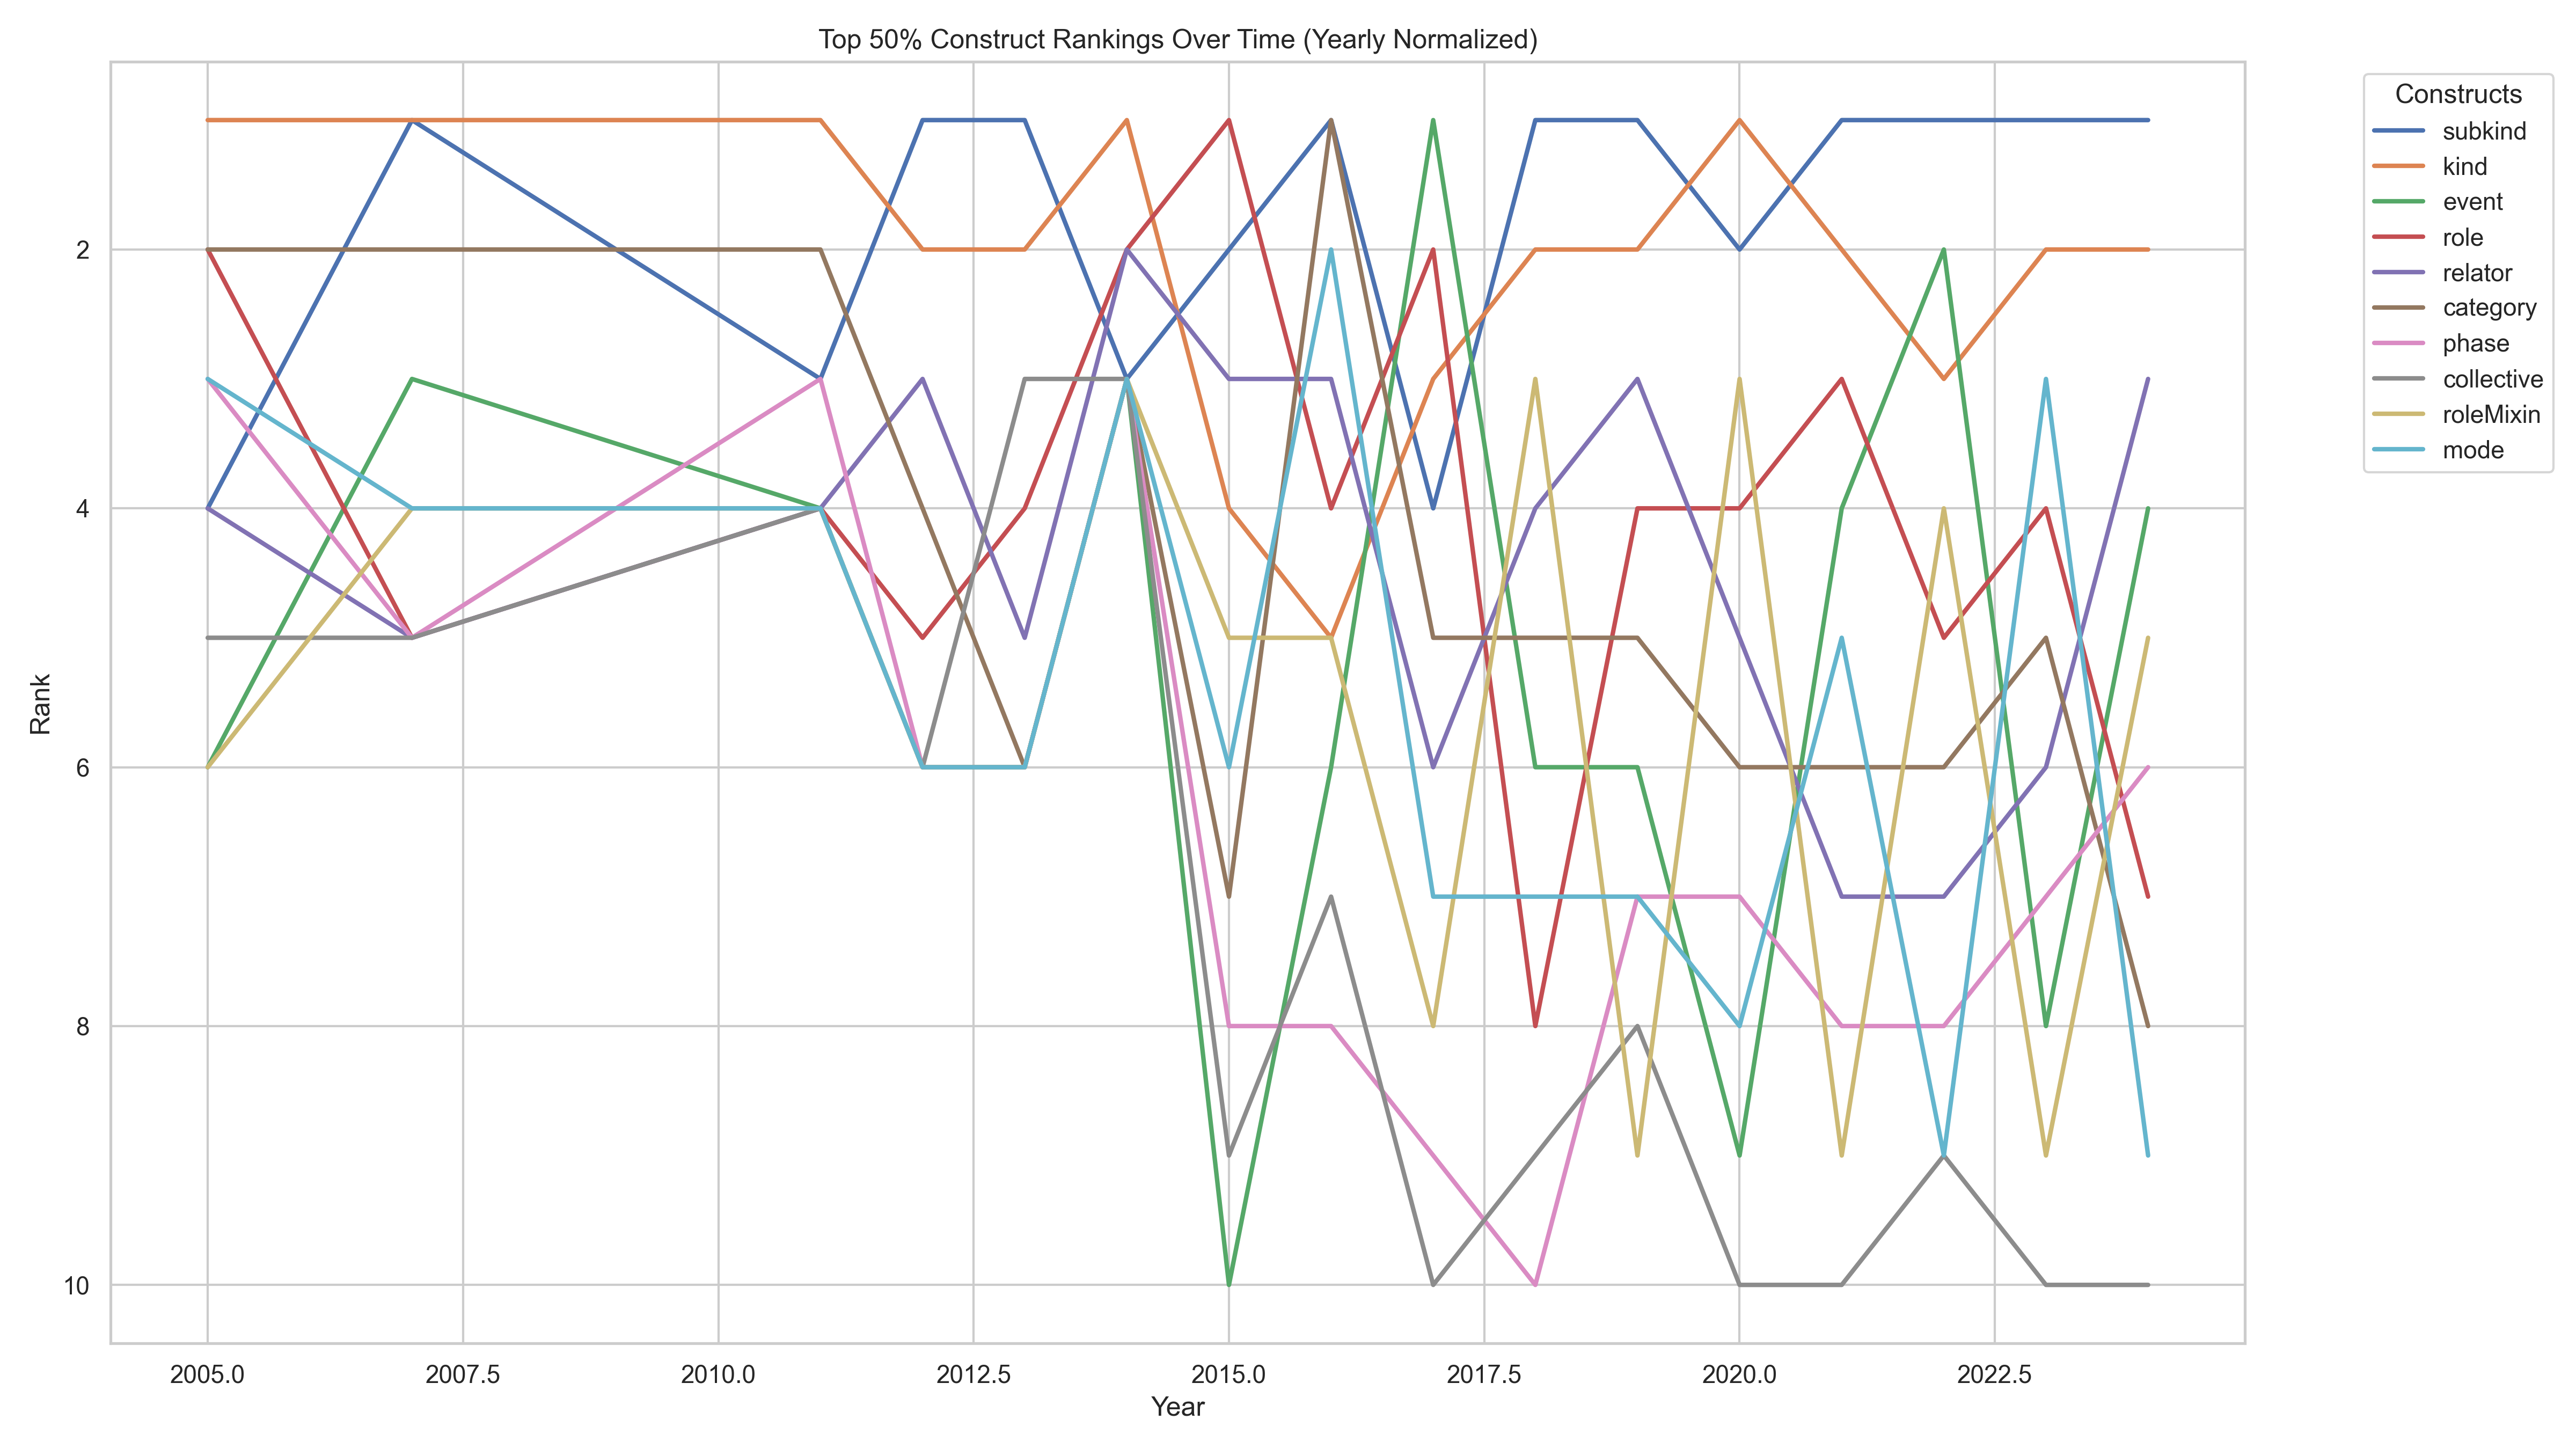 Top 50% Construct Rankings Over Time (Yearly Normalized)
Constructs
subkind
kind
event
role
relator
category
phase
collective
roleMixin
mode
Rank
2
4
6
8
10
2005.0 2007.5 2010.0 2012.5 2015.0 2017.5 2020.0 2022.5
Year